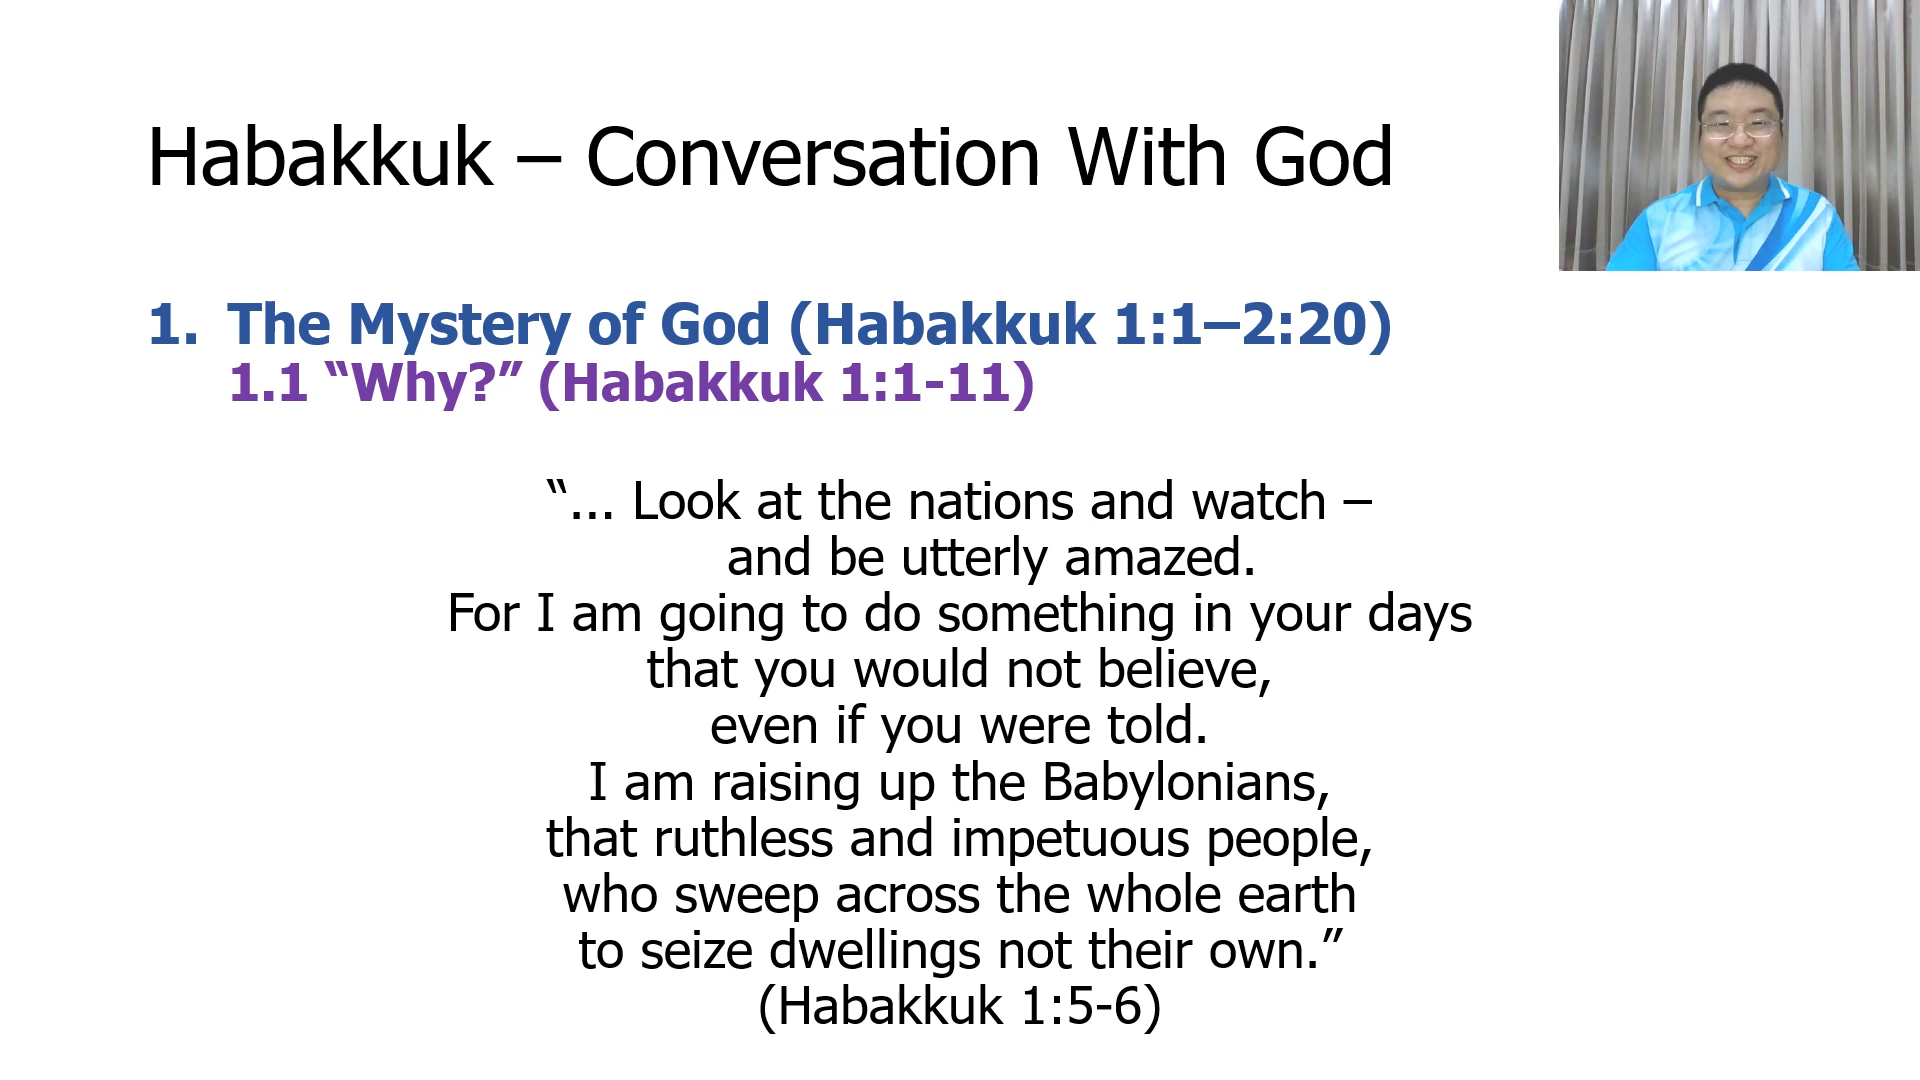 Habakkuk – Conversation With God
1. The Mystery of God (Habakkuk 1:1–2:20)
1.1 “Why?” (Habakkuk 1:1-11)
“... Look at the nations and watch –
and be utterly amazed.
For I am going to do something in your days
that you would not believe,
even if you were told.
I am raising up the Babylonians,
that ruthless and impetuous people,
who sweep across the whole earth
to seize dwellings not their own.”
(Habakkuk 1:5-6)